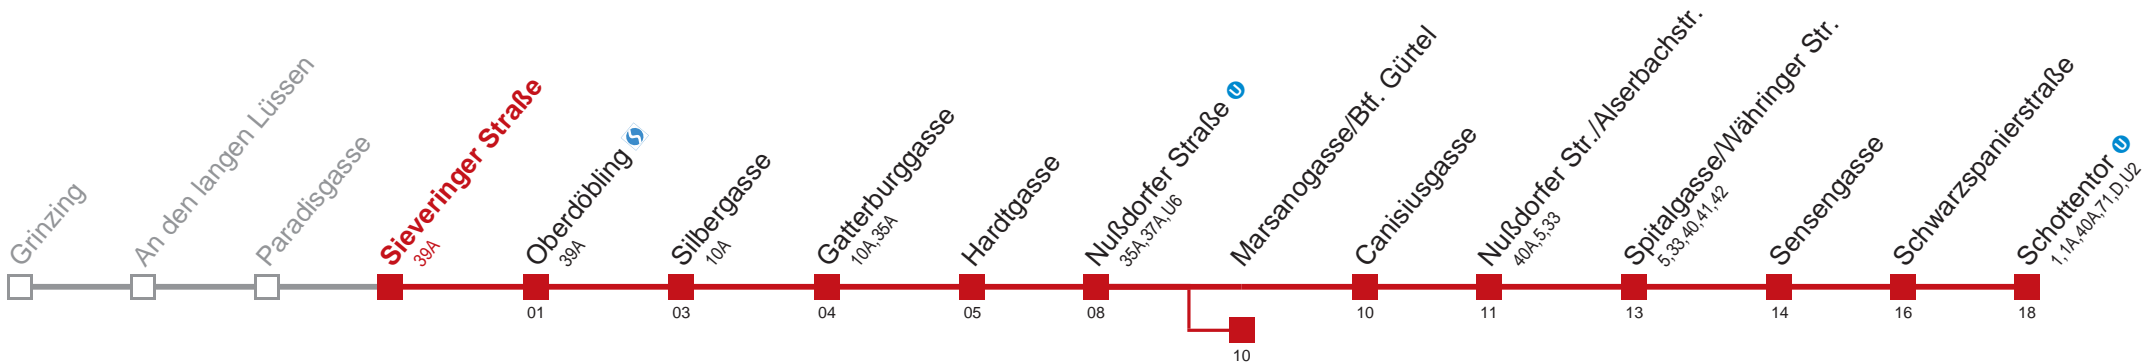 Grinzing
An den langen Lüssen
Paradisgasse
Sieveringer Straße
39A
Oberdöbling S
39A
01
Silbergasse
10A
03
Gatterburggasse
10A,35A
04
Hardtgasse
05
Nußdorfer Straße U
35A,37A,U6
08
Marsanogasse/Btf. Gürtel
10
Canisiusgasse
10
Nußdorfer Str./Alserbachstr.
40A,5,33
11
Spitalgasse/Währinger Str.
5,33,40,41,42
13
Sensengasse
14
Schwarzspanierstraße
16
Schottentor U
1,1A,40A,71,D,U2
18